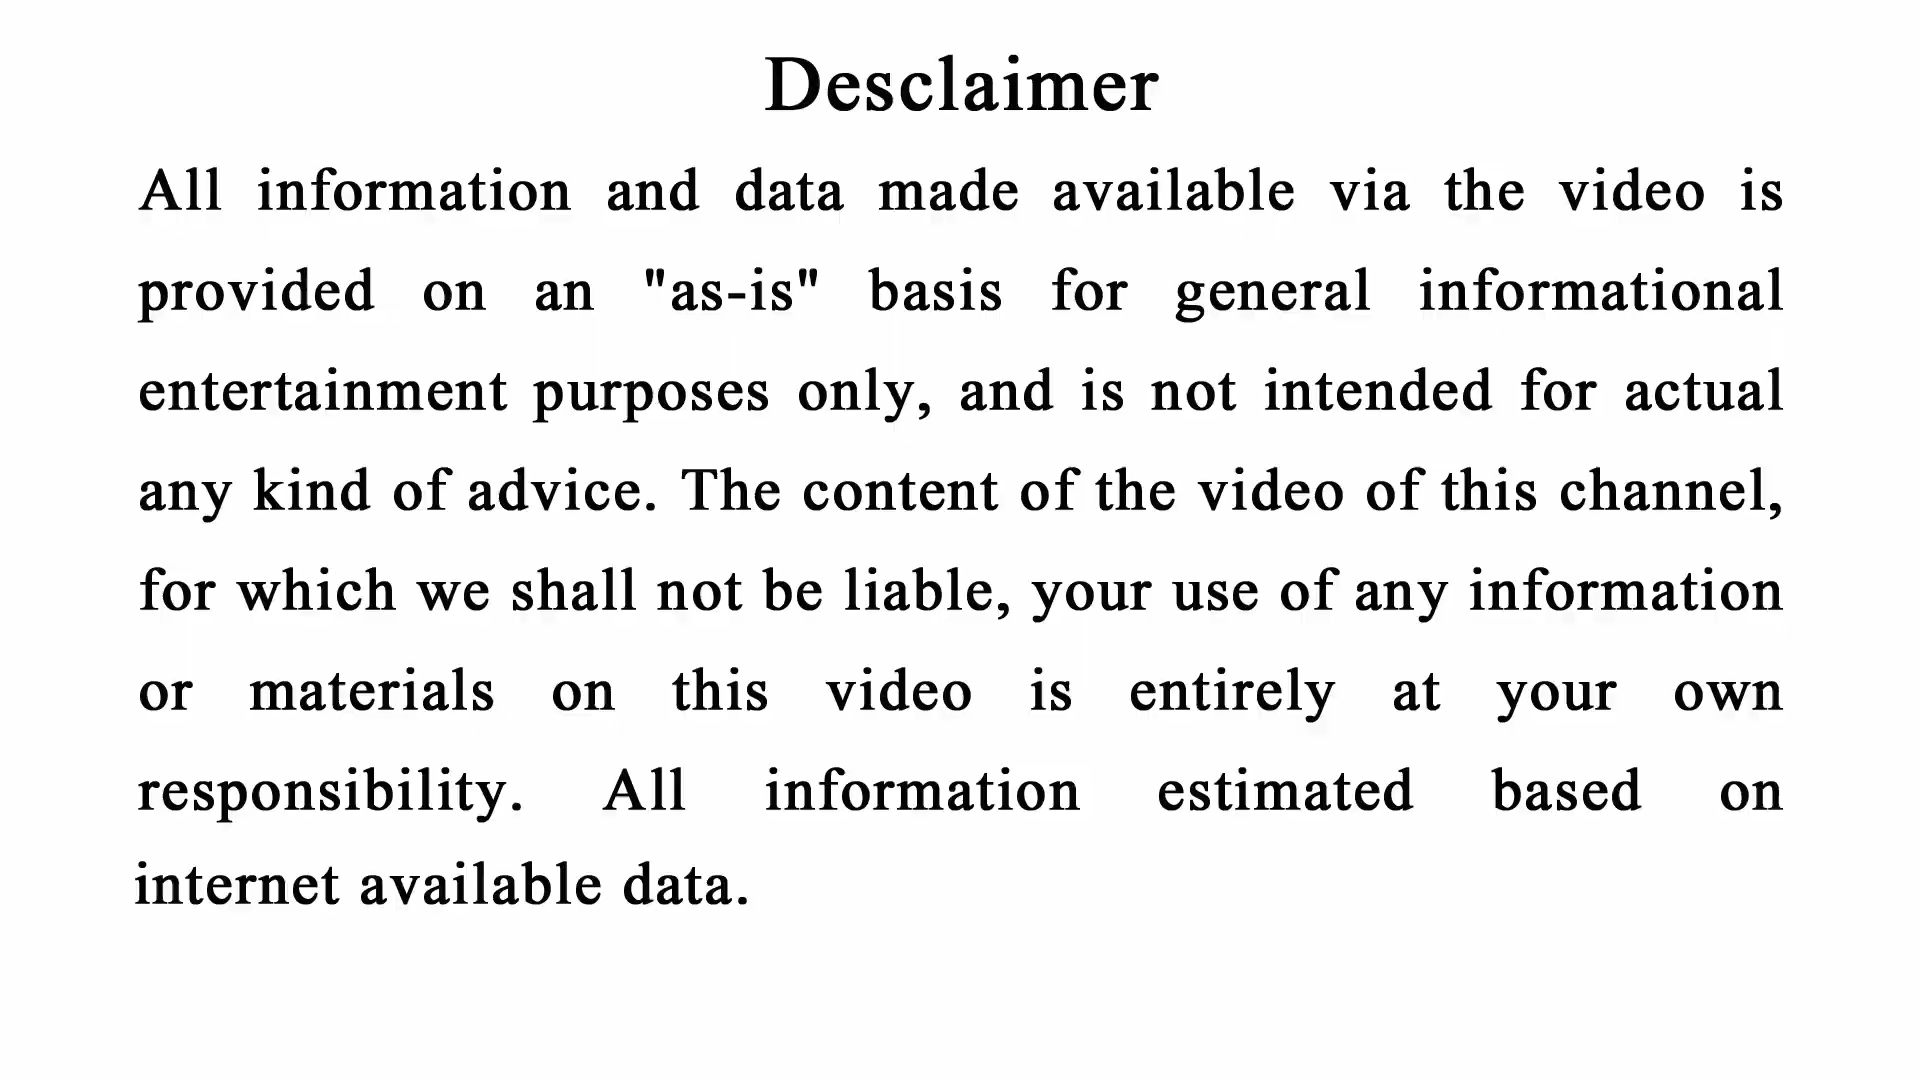 Desclaimer
All information and data made available via the video is
provided on an "as-is" basis for general informational
entertainment purposes only, and is not intended for actual
any kind of advice. The content of the video of this channel,
for which we shall not be liable, your use of any information
or materials on this video is entirely at your own
responsibility. All information estimated based on
internet available data.